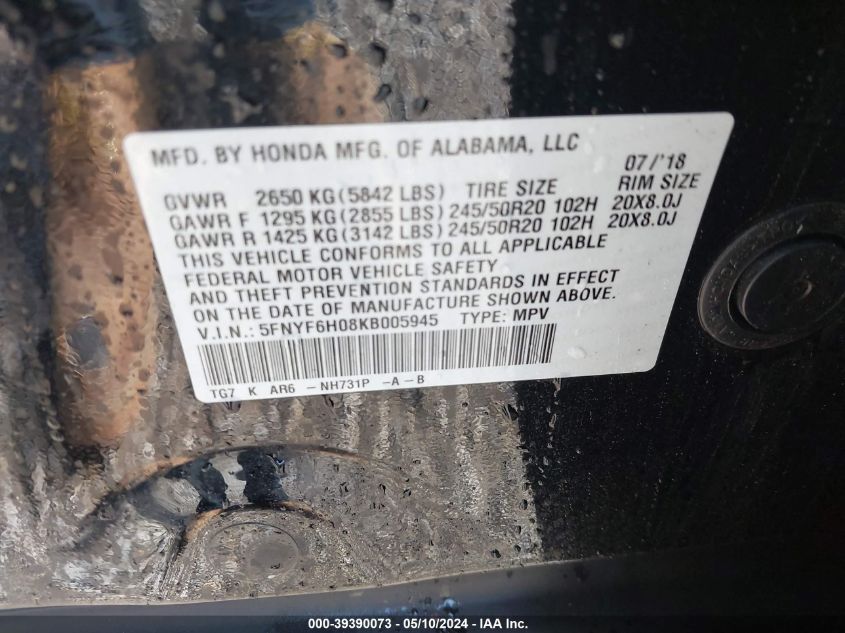 MFD. BY HONDA MFG. OF ALABAMA, LLC 07/'18
GVWR 2650 KG(5842 LBS) TIRE SIZE RIM SIZE
GAWR F 1295 KG(2855 LBS) 245/50R20 102H 20X8.0J
GAWR R 1425 KG(3142 LBS) 245/50R20 102H 20X8.0J
THIS VEHICLE CONFORMS TO ALL APPLICABLE
FEDERAL MOTOR VEHICLE SAFETY
AND THEFT PREVENTION STANDARDS IN EFFECT
ON THE DATE OF MANUFACTURE SHOWN ABOVE.
V.I.N.: 5FNYF6H08KB005945 TYPE: MPV
TG7 K AR6 -NH731P -A-B
000-39390073 - 05/10/2024 - IAA Inc.